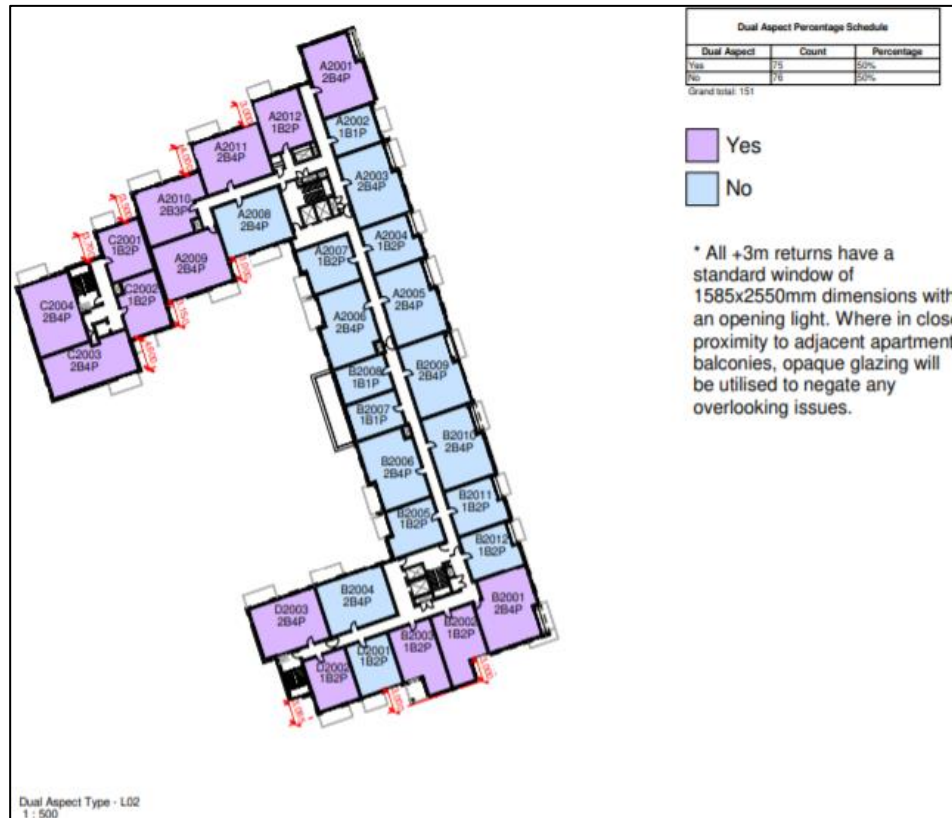 Dual Aspect Percentage Schedule
Dual Aspect Count Percentage
Yes 75 50%
No 76 50%
Grand total: 151
Yes
No
* All +3m returns have a
standard window of
1585x2550mm dimensions with
an opening light. Where in close
proximity to adjacent apartment
balconies, opaque glazing will
be utilised to negate any
overlooking issues.
A2001
2B4P
A2012
1B2P
A2002
1B1P
A2011
2B4P
A2003
2B4P
A2010
2B3P
A2008
2B4P
A2004
1B2P
C2001
1B2P
A2009
2B4P
A2007
1B2P
C2002
1B2P
A2005
2B4P
C2004
2B4P
A2006
2B4P
C2003
2B4P
B2009
2B4P
B2008
1B1P
B2007
1B1P
B2010
2B4P
B2006
2B4P
B2011
1B2P
B2005
1B2P
B2012
1B2P
B2004
2B4P
D2003
2B4P
B2001
2B4P
B2002
1B2P
B2003
1B2P
D2001
1B2P
D2002
1B2P
Dual Aspect Type - L02
1 : 500